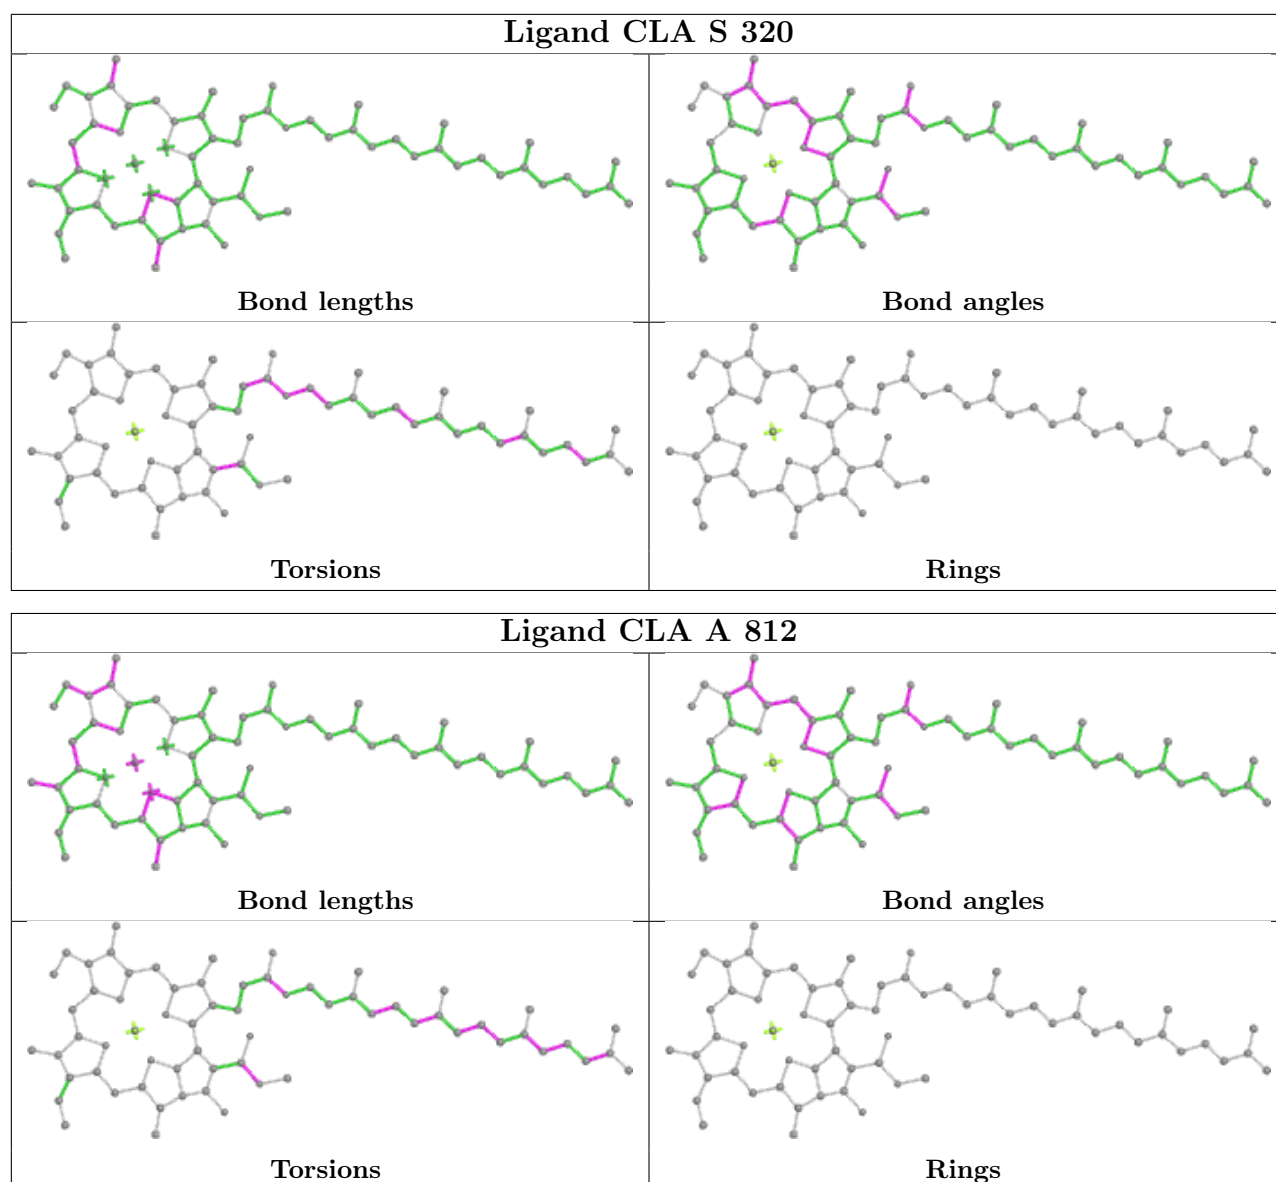 Ligand CLA S 320
Bond lengths
Bond angles
Torsions
Rings
Ligand CLA A 812
Bond lengths
Bond angles
Torsions
Rings